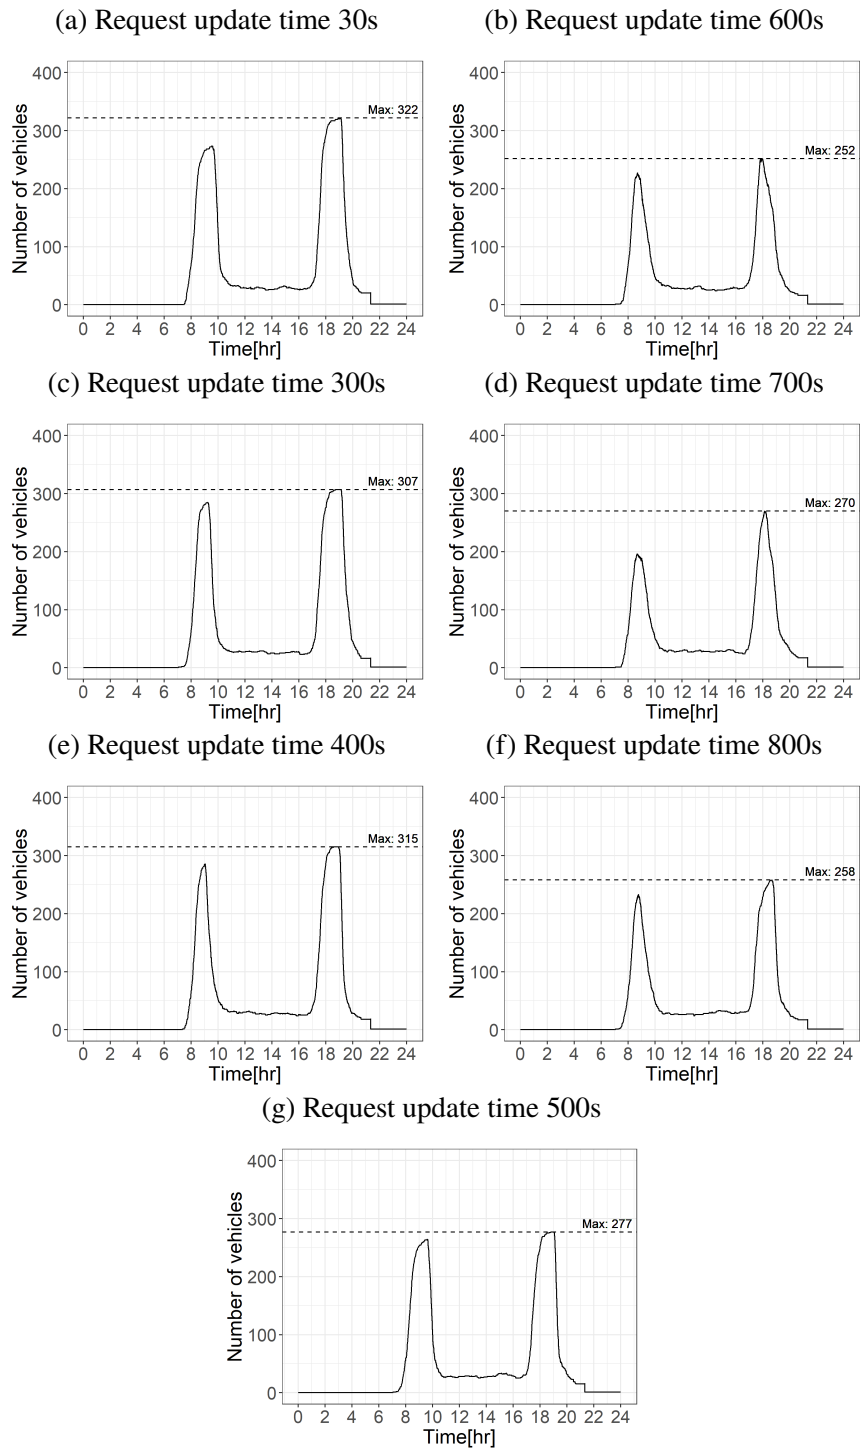 (a) Request update time 30s
Number of vehicles
400
300
200
100
0
Max: 322
0 2 4 6 8 10 12 14 16 18 20 22 24
Time[hr]
(b) Request update time 600s
Number of vehicles
400
300
200
100
0
Max: 252
0 2 4 6 8 10 12 14 16 18 20 22 24
Time[hr]
(c) Request update time 300s
Number of vehicles
400
300
200
100
0
Max: 307
0 2 4 6 8 10 12 14 16 18 20 22 24
Time[hr]
(d) Request update time 700s
Number of vehicles
400
300
200
100
0
Max: 270
0 2 4 6 8 10 12 14 16 18 20 22 24
Time[hr]
(e) Request update time 400s
Number of vehicles
400
300
200
100
0
Max: 315
0 2 4 6 8 10 12 14 16 18 20 22 24
Time[hr]
(f) Request update time 800s
Number of vehicles
400
300
200
100
0
Max: 258
0 2 4 6 8 10 12 14 16 18 20 22 24
Time[hr]
(g) Request update time 500s
Number of vehicles
400
300
200
100
0
Max: 277
0 2 4 6 8 10 12 14 16 18 20 22 24
Time[hr]